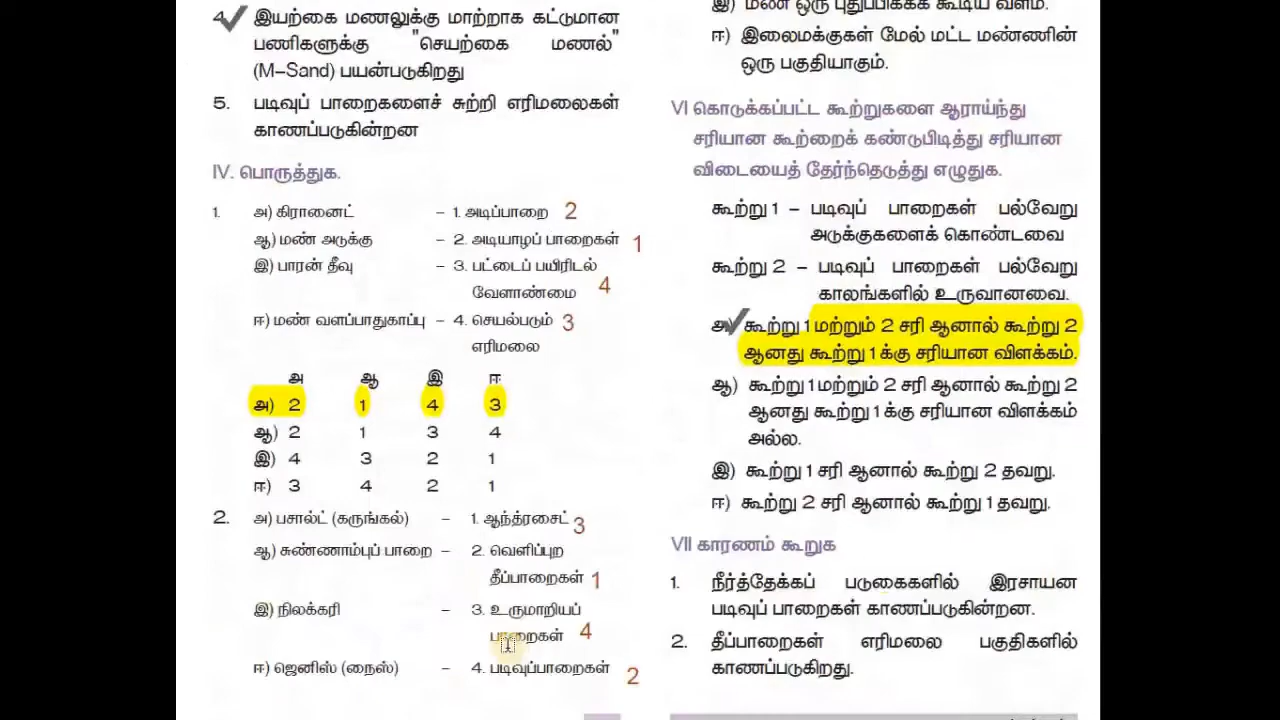 4. இயற்கை மணலுக்கு மாற்றாக கட்டுமான
பணிகளுக்கு "செயற்கை மணல்"
(M-Sand) பயன்படுகிறது
5. படிவுப் பாறைகளைச் சுற்றி எரிமலைகள்
காணப்படுகின்றன
IV. பொருத்துக.
1. அ) கிரானைட் – 1. அடிப்பாறை 2
ஆ) மண் அடுக்கு – 2. அடியாழப் பாறைகள் 1
இ) பாரன் தீவு – 3. பட்டைப் பயிரிடல்
வேளாண்மை 4
ஈ) மண் வளப்பாதுகாப்பு – 4. செயல்படும் 3
எரிமலை
அ ஆ இ ஈ
அ) 2 1 4 3
ஆ) 2 1 3 4
இ) 4 3 2 1
ஈ) 3 4 2 1
2. அ) பசால்ட் (கருங்கல்) – 1. ஆந்த்ரசைட் 3
ஆ) சுண்ணாம்புப் பாறை – 2. வெளிப்புற
தீப்பாறைகள் 1
இ) நிலக்கரி – 3. உருமாறியப்
பாறைகள் 4
ஈ) ஜெனிஸ் (நைஸ்) – 4. படிவுப்பாறைகள் 2
இ) மண் ஒரு புதுப்பிக்கக் கூடிய வளம்.
ஈ) இலைமக்குகள் மேல் மட்ட மண்ணின்
ஒரு பகுதியாகும்.
VI கொடுக்கப்பட்ட கூற்றுகளை ஆராய்ந்து
சரியான கூற்றைக் கண்டுபிடித்து சரியான
விடையைத் தேர்ந்தெடுத்து எழுதுக.
கூற்று 1 – படிவுப் பாறைகள் பல்வேறு
அடுக்குகளைக் கொண்டவை
கூற்று 2 – படிவுப் பாறைகள் பல்வேறு
காலங்களில் உருவானவை.
அ) கூற்று 1 மற்றும் 2 சரி ஆனால் கூற்று 2
ஆனது கூற்று 1 க்கு சரியான விளக்கம்.
ஆ) கூற்று 1 மற்றும் 2 சரி ஆனால் கூற்று 2
ஆனது கூற்று 1 க்கு சரியான விளக்கம்
அல்ல.
இ) கூற்று 1 சரி ஆனால் கூற்று 2 தவறு.
ஈ) கூற்று 2 சரி ஆனால் கூற்று 1 தவறு.
VII காரணம் கூறுக
1. நீர்த்தேக்கப் படுகைகளில் இரசாயன
படிவுப் பாறைகள் காணப்படுகின்றன.
2. தீப்பாறைகள் எரிமலை பகுதிகளில்
காணப்படுகிறது.